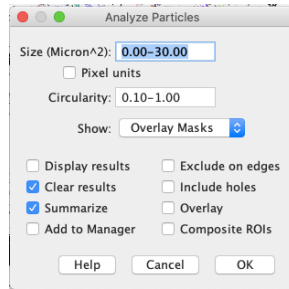 Analyze Particles
Size (Micron^2): 0.00-30.00
Pixel units
Circularity: 0.10-1.00
Show: Overlay Masks
Display results Exclude on edges
Clear results Include holes
Summarize Overlay
Add to Manager Composite ROIs
Help Cancel OK